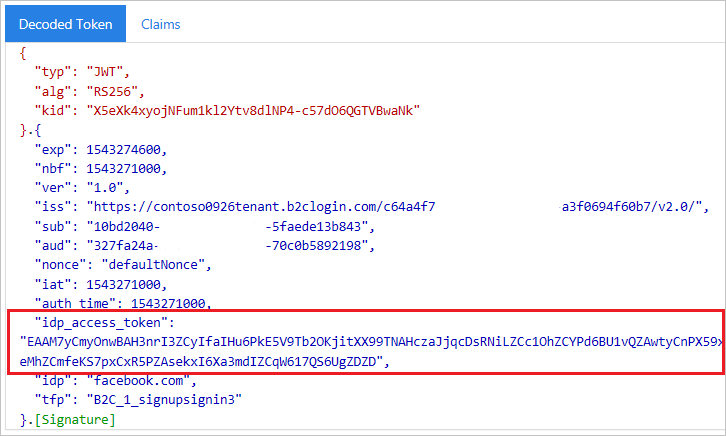 Decoded Token Claims
{
"typ": "JWT",
"alg": "RS256",
"kid": "X5eXk4xyojNFum1kl2Ytv8dlNP4-c57dO6QGTVBwaNk"
}.{
"exp": 1543274600,
"nbf": 1543271000,
"ver": "1.0",
"iss": "https://contoso0926tenant.b2clogin.com/c64a4f7 -a3f0694f60b7/v2.0/",
"sub": "10bd2040- -5faede13b843",
"aud": "327fa24a- -70c0b5892198",
"nonce": "defaultNonce",
"iat": 1543271000,
"auth_time": 1543271000,
"idp_access_token":
"EAAM7yCmyOnwBAH3nrI3ZCyIfaIHu6PkE5V9Tb2OKjitXX99TNAHczaJjqcDsRNiLZCc1OhZCYPd6BU1vQZAwtyCnPX59x
eMhZCmfeKS7pxCxR5PZAsekxI6Xa3mdIZCqW617QS6UgZDZD",
"idp": "facebook.com",
"tfp": "B2C_1_signupsignin3"
}.[Signature]